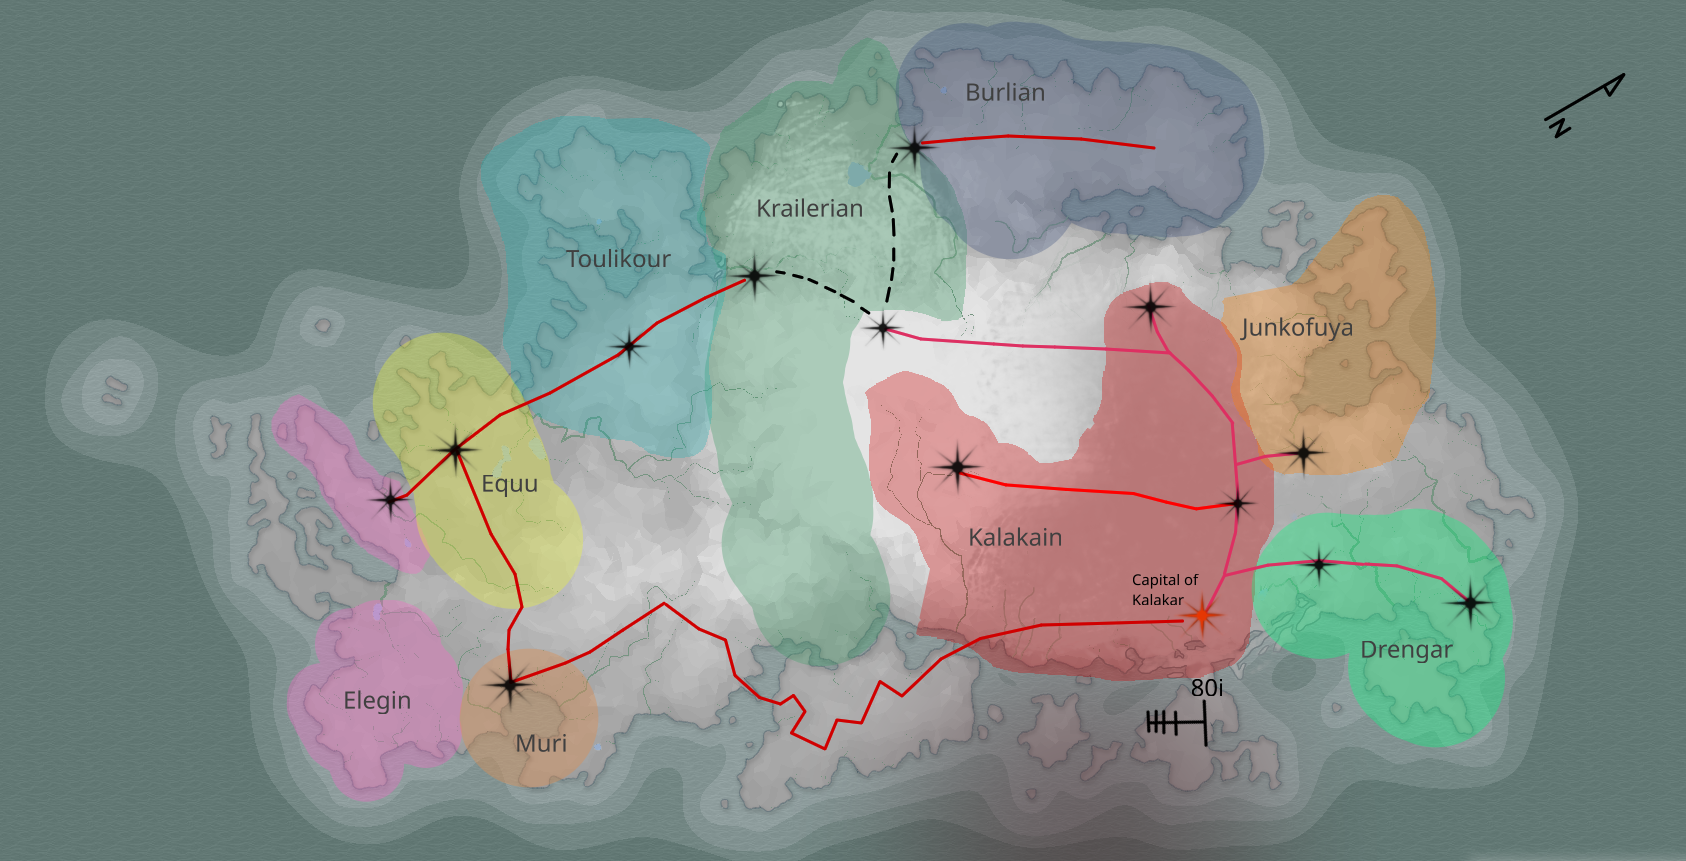 Burlian
N
Krailerian
Toulikour
Junkofuya
Equu
Kalakain
Capital of
Kalakar
Drengar
80i
Elegin
Muri